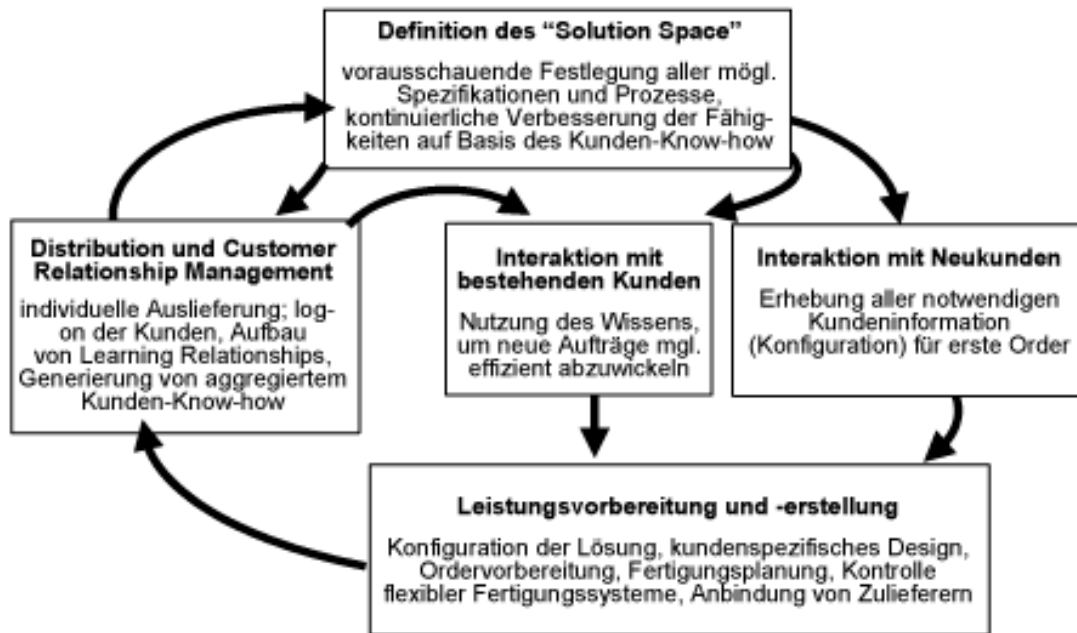 Definition des “Solution Space”
vorausschauende Festlegung aller mögl.
Spezifikationen und Prozesse,
kontinuierliche Verbesserung der Fähig-
keiten auf Basis des Kunden-Know-how
Distribution und Customer
Relationship Management
individuelle Auslieferung; log-
on der Kunden, Aufbau
von Learning Relationships,
Generierung von aggregiertem
Kunden-Know-how
Interaktion mit
bestehenden Kunden
Nutzung des Wissens,
um neue Aufträge mgl.
effizient abzuwickeln
Interaktion mit Neukunden
Erhebung aller notwendigen
Kundeninformation
(Konfiguration) für erste Order
Leistungsvorbereitung und -erstellung
Konfiguration der Lösung, kundenspezifisches Design,
Ordervorbereitung, Fertigungsplanung, Kontrolle
flexibler Fertigungssysteme, Anbindung von Zulieferern